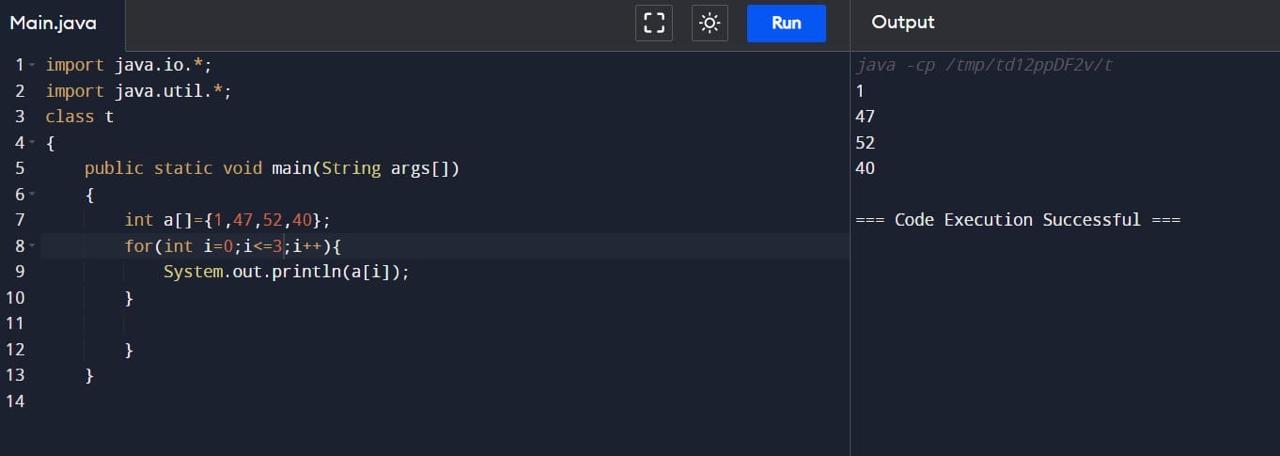 Main.java
Run
Output
1 import java.io.*;
2 import java.util.*;
3 class t
4 {
5     public static void main(String args[])
6     {
7         int a[]={1,47,52,40};
8         for(int i=0;i<=3;i++){
9             System.out.println(a[i]);
10         }
11
12         }
13     }
14
java -cp /tmp/td12ppDF2v/t
1
47
52
40
=== Code Execution Successful ===